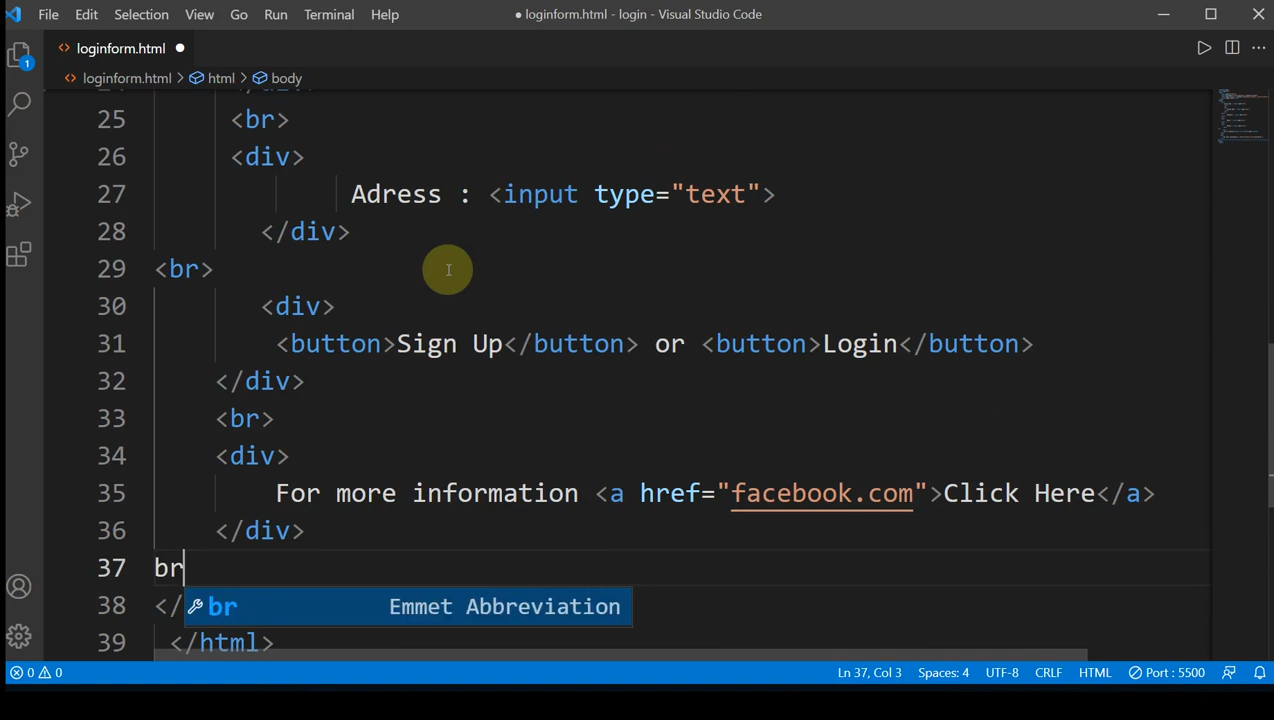 File Edit Selection View Go Run Terminal Help ● loginform.html - login - Visual Studio Code
<> loginform.html ●
<> loginform.html > html > body
25 <br>
26 <div>
27 Adress : <input type="text">
28 </div>
29 <br>
30 <div>
31 <button>Sign Up</button> or <button>Login</button>
32 </div>
33 <br>
34 <div>
35 For more information <a href="facebook.com">Click Here</a>
36 </div>
37 br
br Emmet Abbreviation
38 </
39 </html>
1
0 0 Ln 37, Col 3 Spaces: 4 UTF-8 CRLF HTML Port : 5500